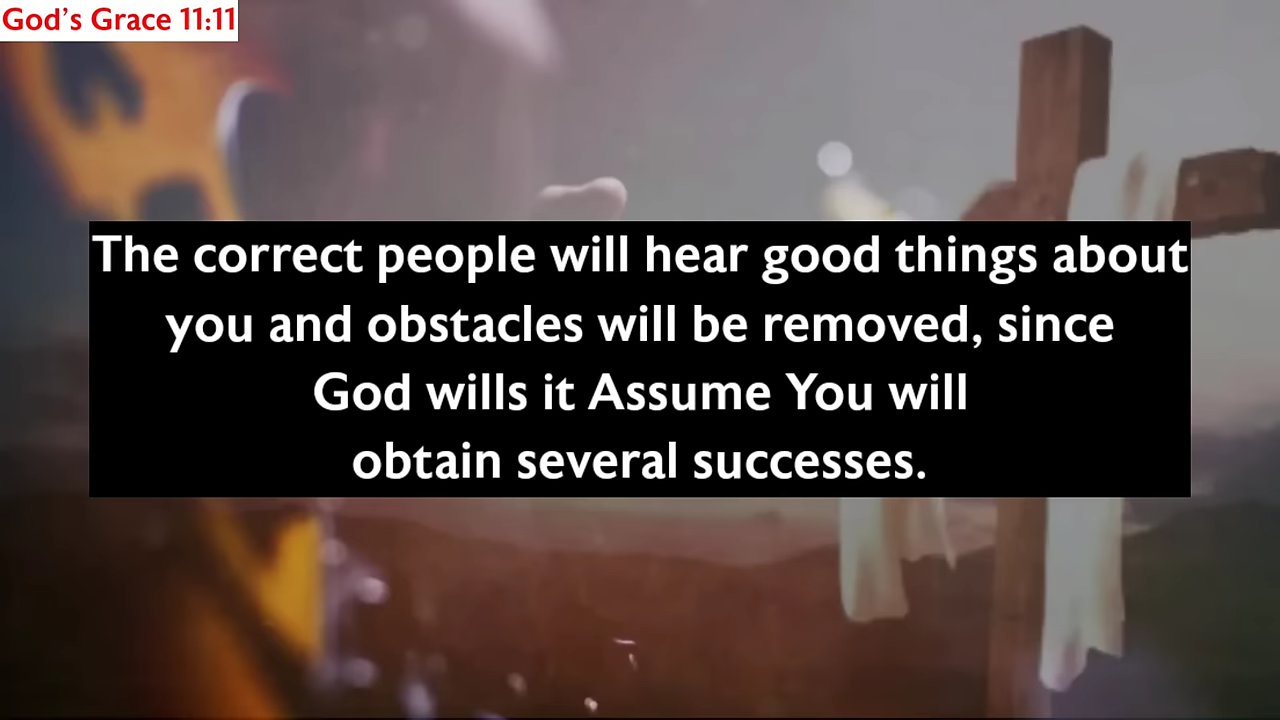 God's Grace 11:11
The correct people will hear good things about
you and obstacles will be removed, since
God wills it Assume You will
obtain several successes.